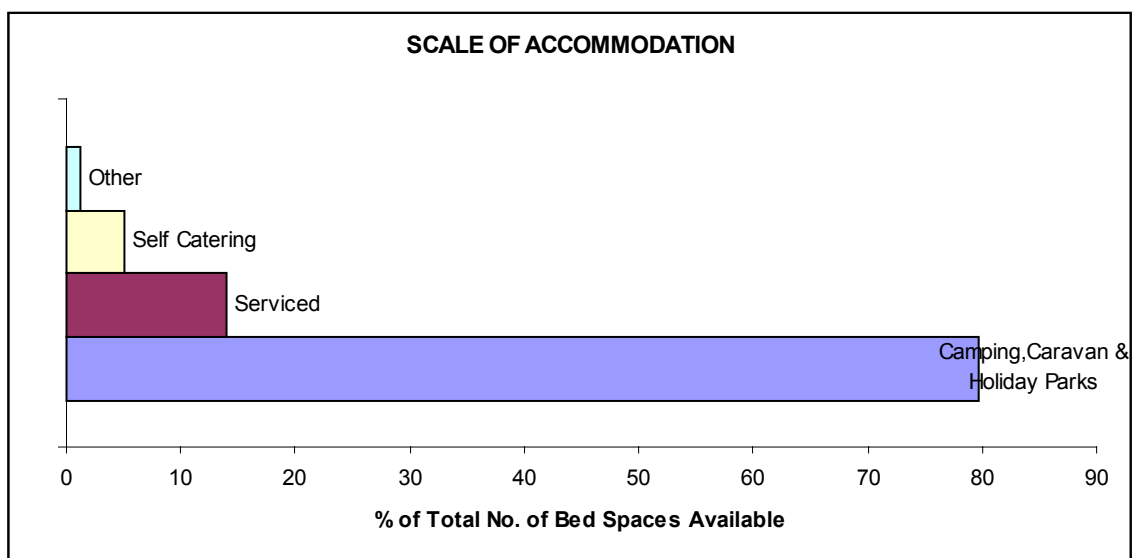 SCALE OF ACCOMMODATION
Other
Self Catering
Serviced
Camping,Caravan &
Holiday Parks
0 10 20 30 40 50 60 70 80 90
% of Total No. of Bed Spaces Available